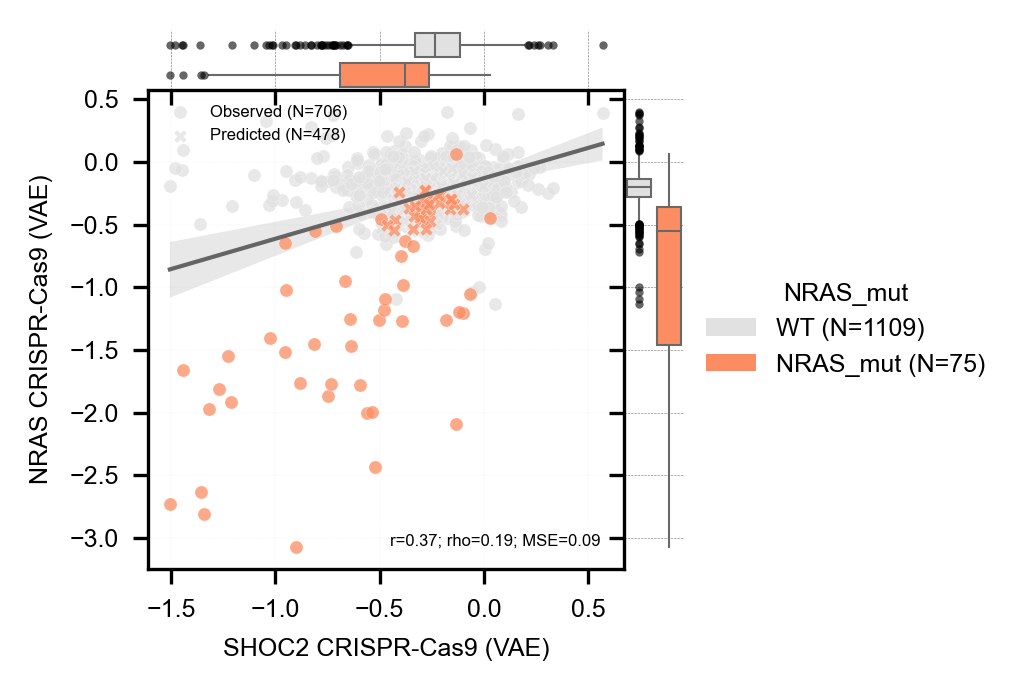 Observed (N=706)
Predicted (N=478)
0.5
0.0
−0.5
−1.0
−1.5
−2.0
−2.5
−3.0
NRAS CRISPR-Cas9 (VAE)
r=0.37; rho=0.19; MSE=0.09
−1.5 −1.0 −0.5 0.0 0.5
SHOC2 CRISPR-Cas9 (VAE)
NRAS_mut
WT (N=1109)
NRAS_mut (N=75)